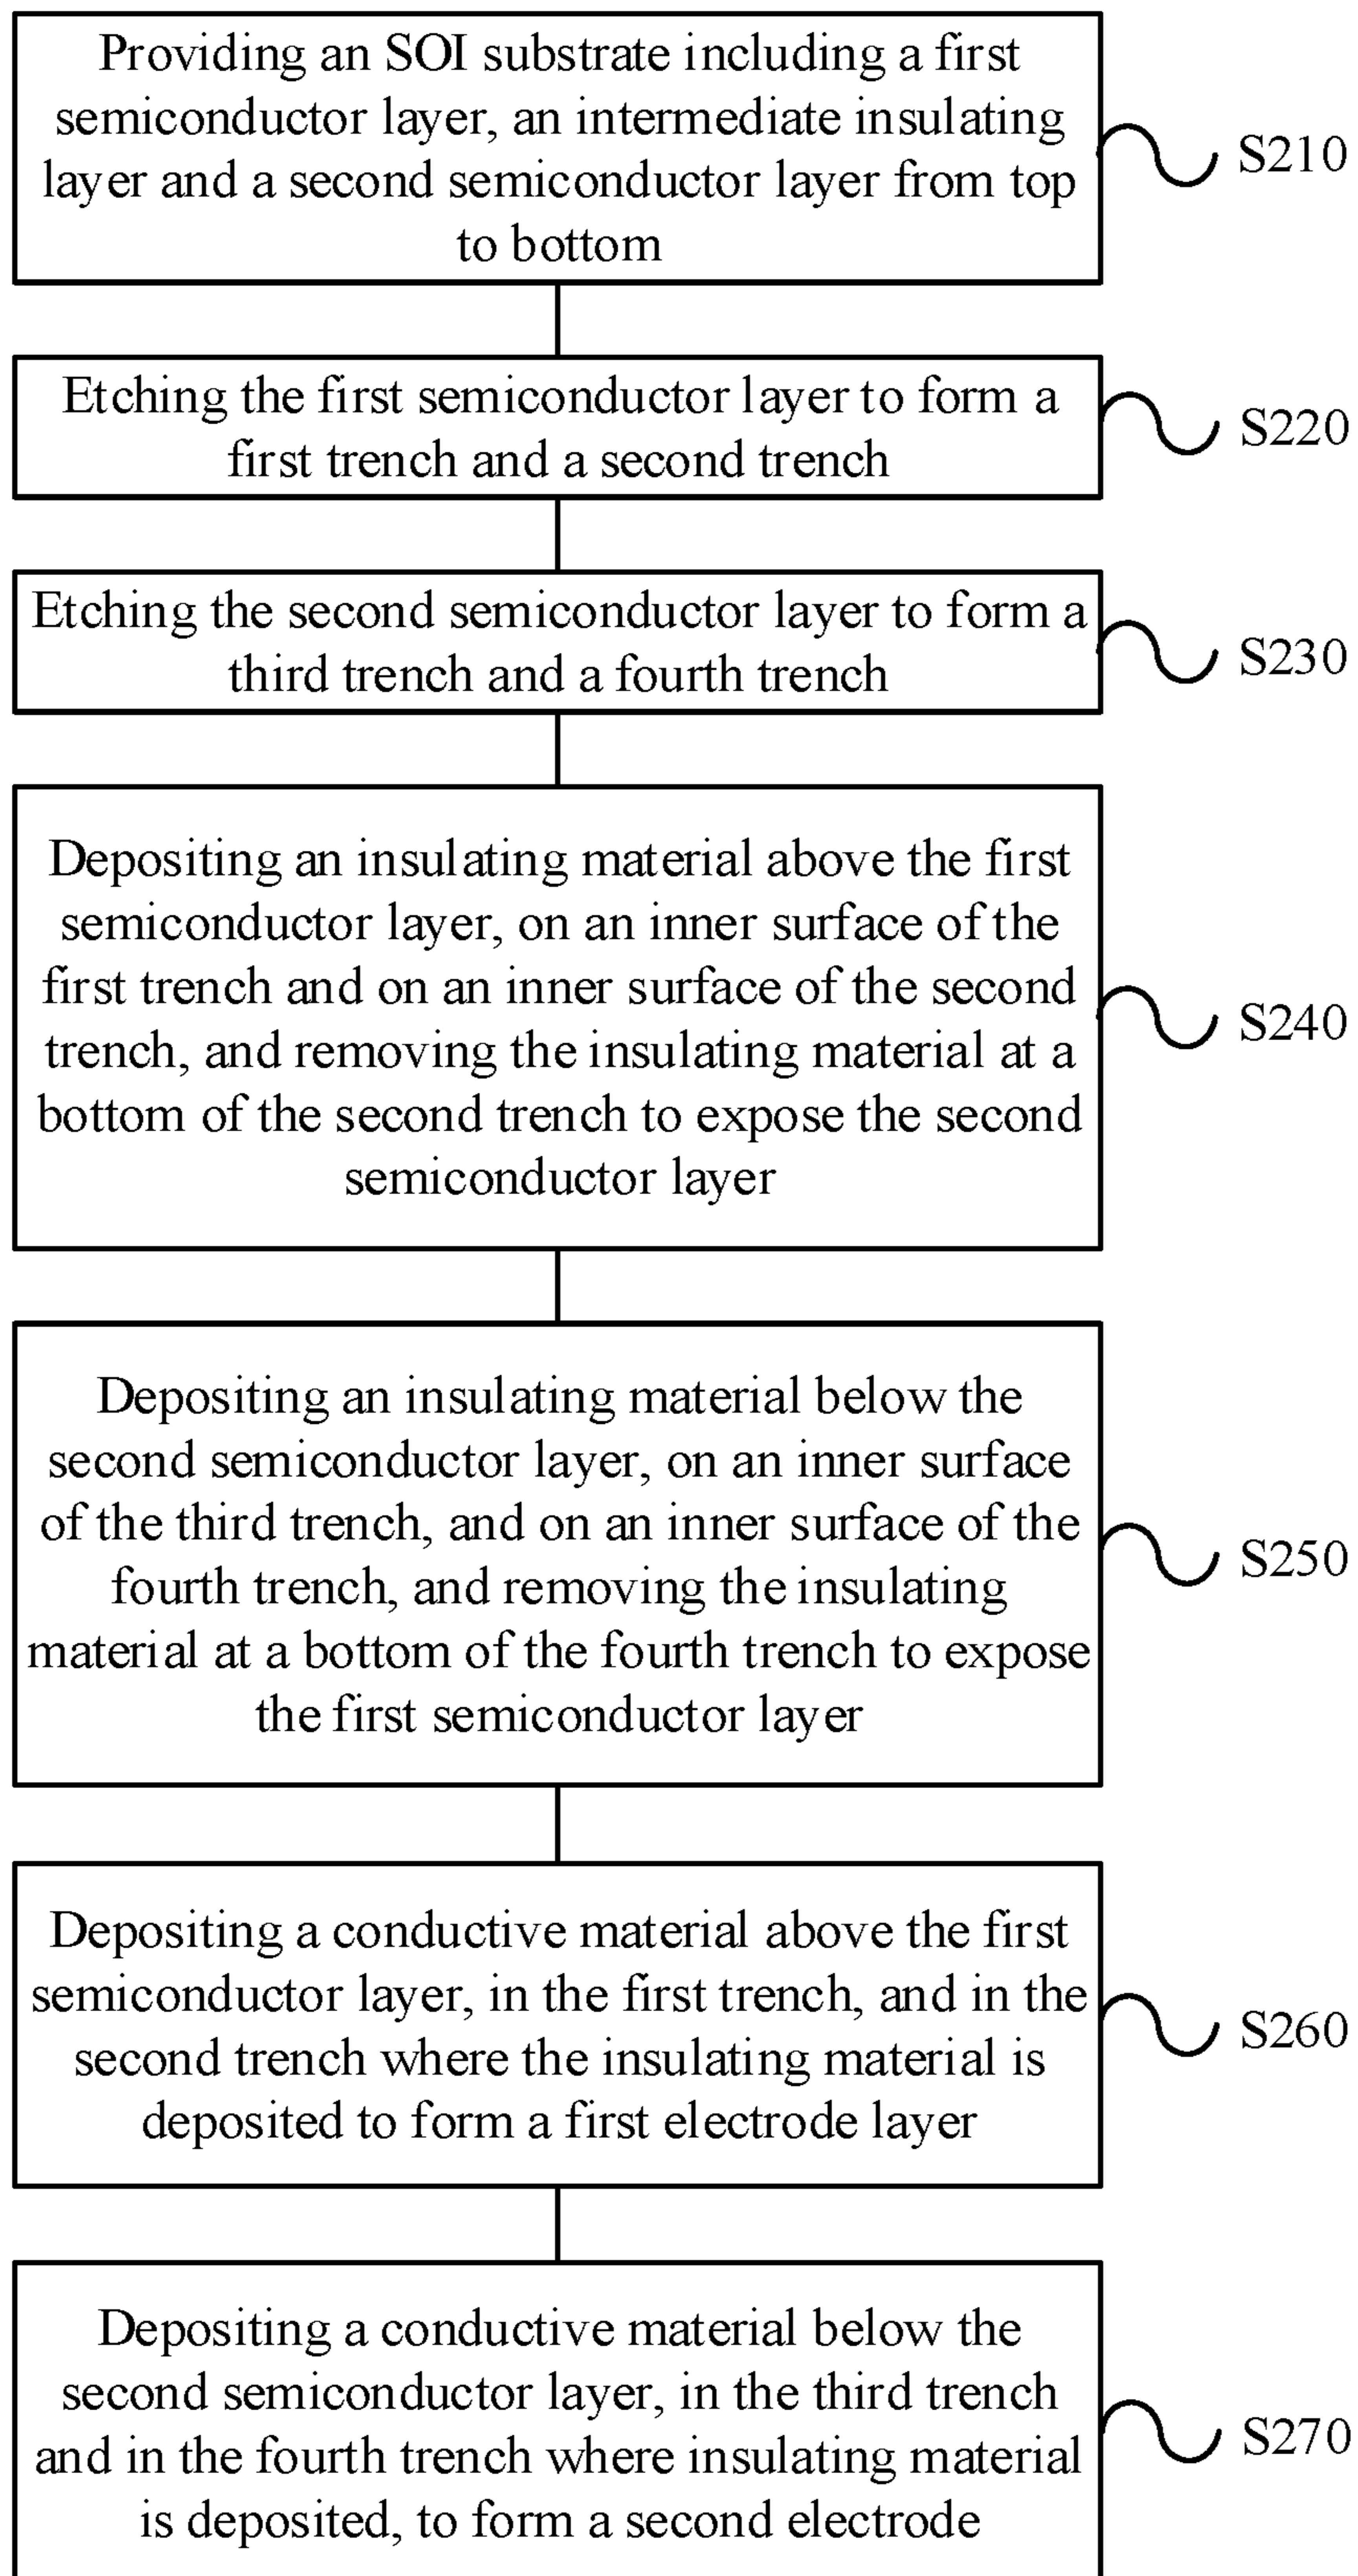 Providing an SOI substrate including a first
semiconductor layer, an intermediate insulating
layer and a second semiconductor layer from top
to bottom
S210
Etching the first semiconductor layer to form a
first trench and a second trench
S220
Etching the second semiconductor layer to form a
third trench and a fourth trench
S230
Depositing an insulating material above the first
semiconductor layer, on an inner surface of the
first trench and on an inner surface of the second
trench, and removing the insulating material at a
bottom of the second trench to expose the second
semiconductor layer
S240
Depositing an insulating material below the
second semiconductor layer, on an inner surface
of the third trench, and on an inner surface of the
fourth trench, and removing the insulating
material at a bottom of the fourth trench to expose
the first semiconductor layer
S250
Depositing a conductive material above the first
semiconductor layer, in the first trench, and in the
second trench where the insulating material is
deposited to form a first electrode layer
S260
Depositing a conductive material below the
second semiconductor layer, in the third trench
and in the fourth trench where insulating material
is deposited, to form a second electrode
S270